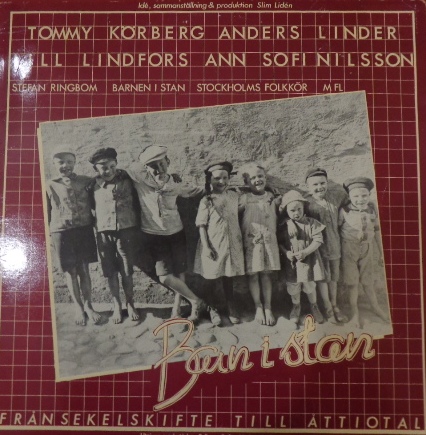 Idé, sammanställning & produktion Slim Lidén
TOMMY KÖRBERG ANDERS LINDER
LL LINDFORS ANN SOFI NILSSON
STEFAN RINGBOM BARNEN I STAN STOCKHOLMS FOLKKÖR M FL
Barn i stan
FRÅN SEKELSKIFTE TILL ÅTTIOTAL